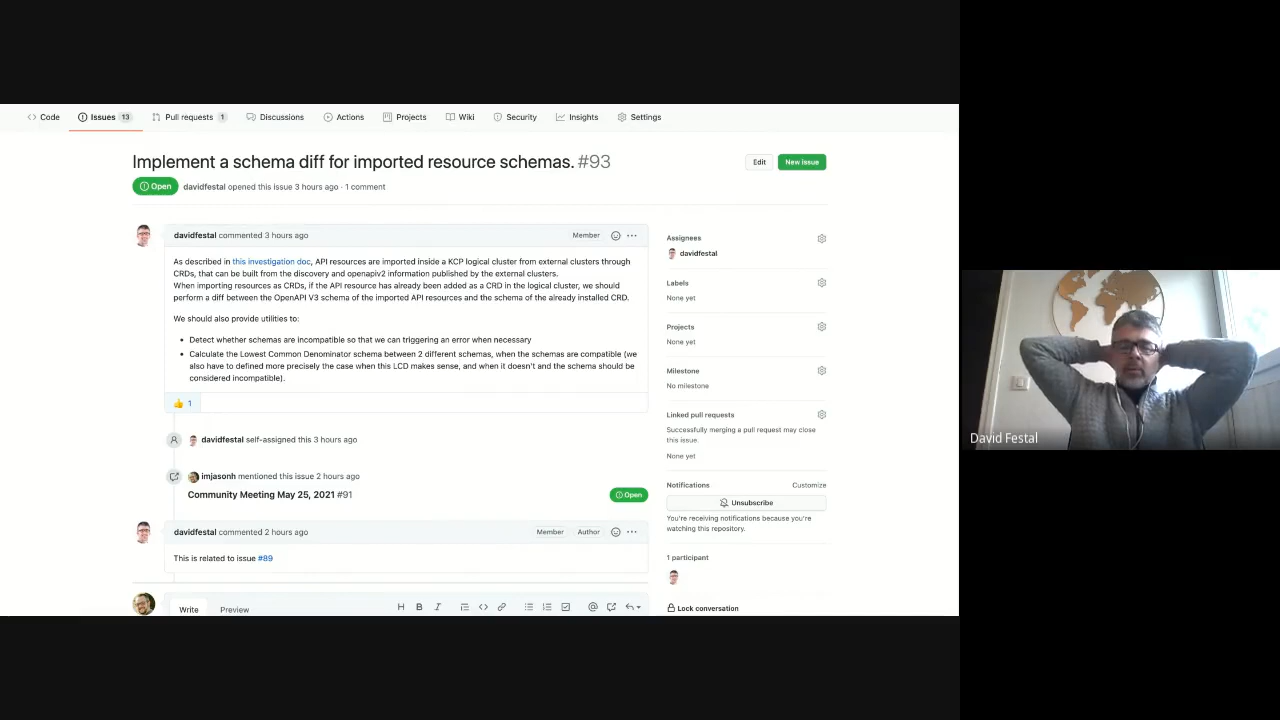 Code Issues 13 Pull requests 1 Discussions Actions Projects Wiki Security Insights Settings
Implement a schema diff for imported resource schemas. #93
Edit New issue
Open davidfestal opened this issue 3 hours ago · 1 comment
davidfestal commented 3 hours ago Member
As described in this investigation doc, API resources are imported inside a KCP logical cluster from external clusters through
CRDs, that can be built from the discovery and openapiv2 information published by the external clusters.
When importing resources as CRDs, if the API resource has already been added as a CRD in the logical cluster, we should
perform a diff between the OpenAPI V3 schema of the imported API resources and the schema of the already installed CRD.
We should also provide utilities to:
• Detect whether schemas are incompatible so that we can triggering an error when necessary
• Calculate the Lowest Common Denominator schema between 2 different schemas, when the schemas are compatible (we
also have to defined more precisely the case when this LCD makes sense, and when it doesn't and the schema should be
considered incompatible).
👍 1
davidfestal self-assigned this 3 hours ago
imjasonh mentioned this issue 2 hours ago
Community Meeting May 25, 2021 #91
Open
davidfestal commented 2 hours ago Member Author
This is related to issue #89
Write Preview
H B I
Assignees
davidfestal
Labels
None yet
Projects
None yet
Milestone
No milestone
Linked pull requests
Successfully merging a pull request may close
this issue.
None yet
Notifications Customize
Unsubscribe
You're receiving notifications because you're
watching this repository.
1 participant
Lock conversation
David Festal